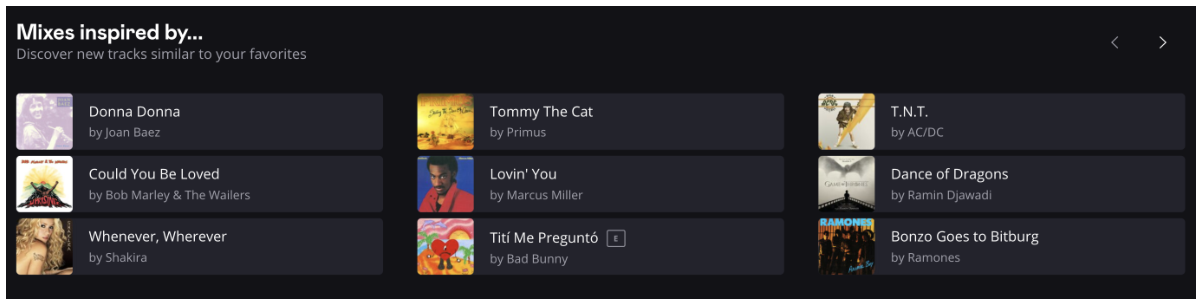 Mixes inspired by...
Discover new tracks similar to your favorites
Donna Donna
by Joan Baez
Could You Be Loved
by Bob Marley & The Wailers
Whenever, Wherever
by Shakira
Tommy The Cat
by Primus
Lovin' You
by Marcus Miller
Tití Me Preguntó E
by Bad Bunny
T.N.T.
by AC/DC
Dance of Dragons
by Ramin Djawadi
RAMONES
Bonzo Goes to Bitburg
by Ramones